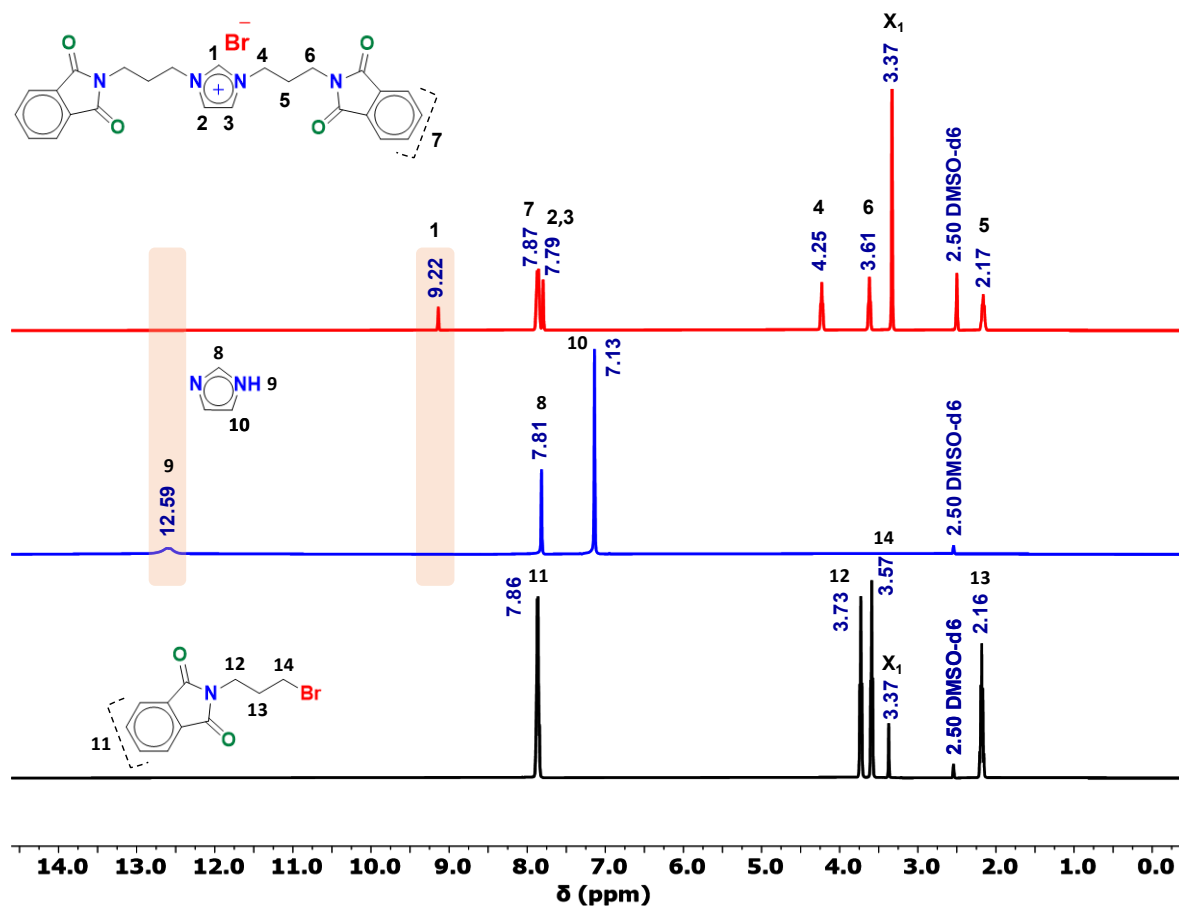 Br
−
O
1
4
6
O
N
N
N
N
+
5
O
2
3
O
7
X1
3.37
1
9.22
7
7.87
2,3
7.79
4
4.25
6
3.61
2.50 DMSO-d6
5
2.17
8
N
NH
9
10
9
12.59
8
7.81
10
7.13
2.50 DMSO-d6
11
7.86
12
3.73
14
3.57
X1
3.37
2.50 DMSO-d6
13
2.16
O
12
14
N
Br
13
11
O
14.0 13.0 12.0 11.0 10.0 9.0 8.0 7.0 6.0 5.0 4.0 3.0 2.0 1.0 0.0
δ (ppm)